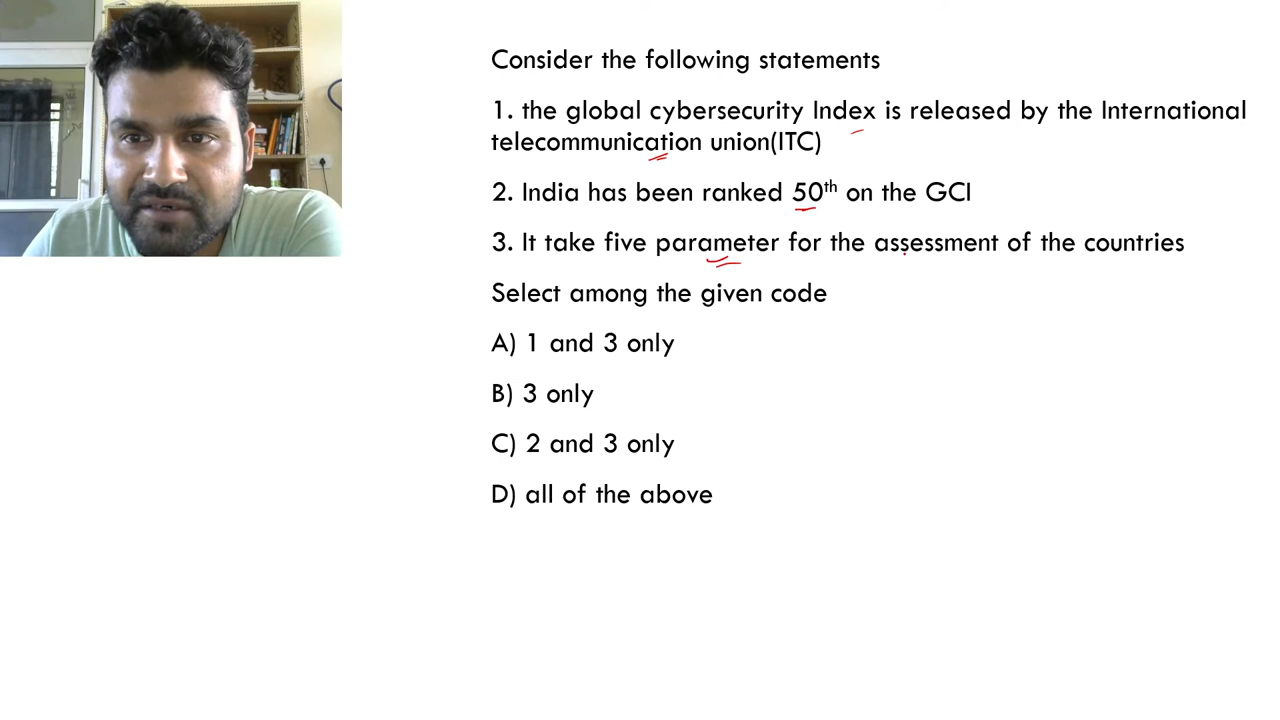 Consider the following statements
1. the global cybersecurity Index is released by the International
telecommunication union(ITC)
2. India has been ranked 50th on the GCI
3. It take five parameter for the assessment of the countries
Select among the given code
A) 1 and 3 only
B) 3 only
C) 2 and 3 only
D) all of the above